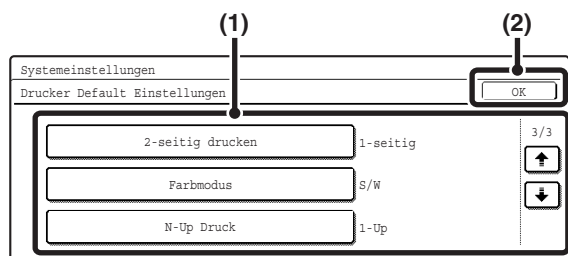 (1) (2)
Systemeinstellungen
Drucker Default Einstellungen OK
3/3
2-seitig drucken 1-seitig
Farbmodus S/W
N-Up Druck 1-Up